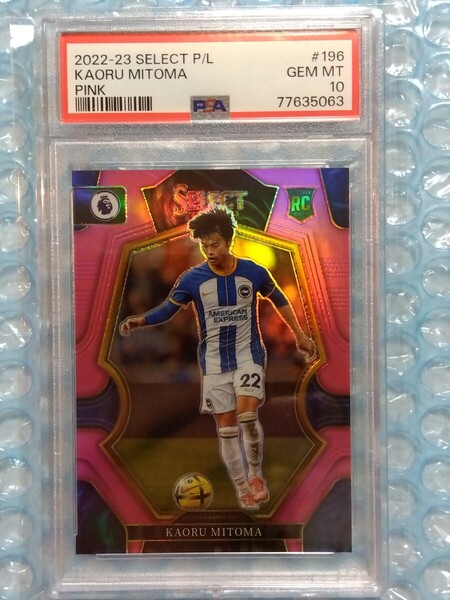 2022-23 SELECT P/L #196
KAORU MITOMA GEM MT
PINK 10
PSA 77635063
SELECT
RC
AMERICAN
EXPRESS
22
KAORU MITOMA